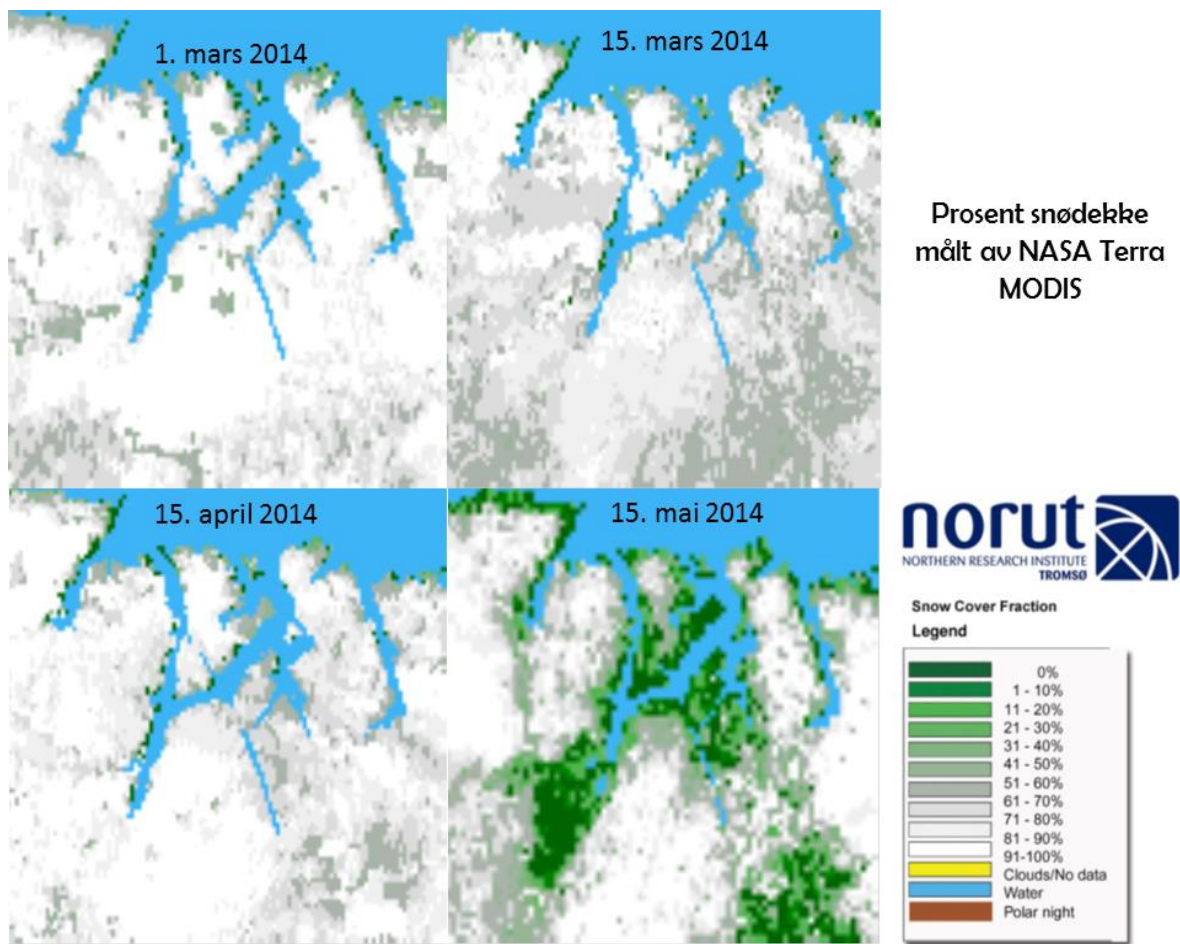 1. mars 2014
15. mars 2014
Prosent snødekke
målt av NASA Terra
MODIS
15. april 2014
15. mai 2014
norut
NORTHERN RESEARCH INSTITUTE
TROMSØ
Snow Cover Fraction
Legend
0%
1 - 10%
11 - 20%
21 - 30%
31 - 40%
41 - 50%
51 - 60%
61 - 70%
71 - 80%
81 - 90%
91-100%
Clouds/No data
Water
Polar night